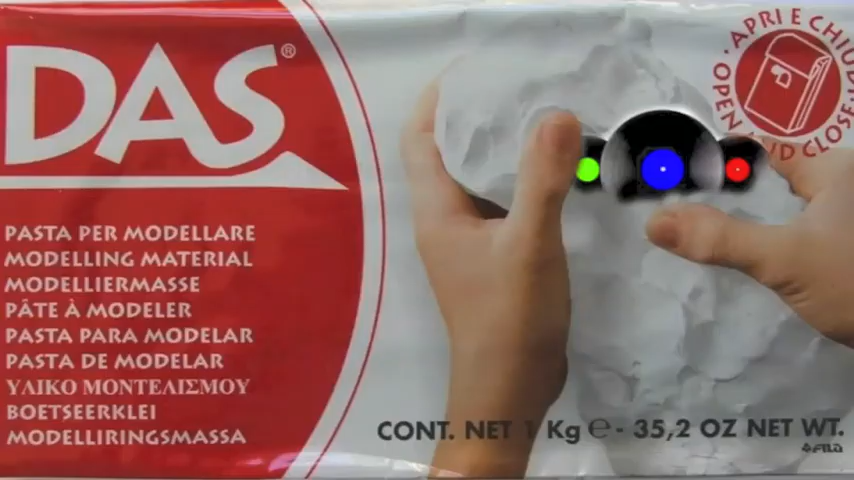 DAS®
PASTA PER MODELLARE
MODELLING MATERIAL
MODELLIERMASSE
PÂTE À MODELER
PASTA PARA MODELAR
PASTA DE MODELAR
ΥΛΙΚΟ ΜΟΝΤΕΛΙΣΜΟΥ
BOETSEERKLEI
MODELLIRINGSMASSA
· APRI E CHIUDI ·
OPEN AND CLOSE
CONT. NET 1 Kg ℮ - 35,2 OZ NET WT.
FILA